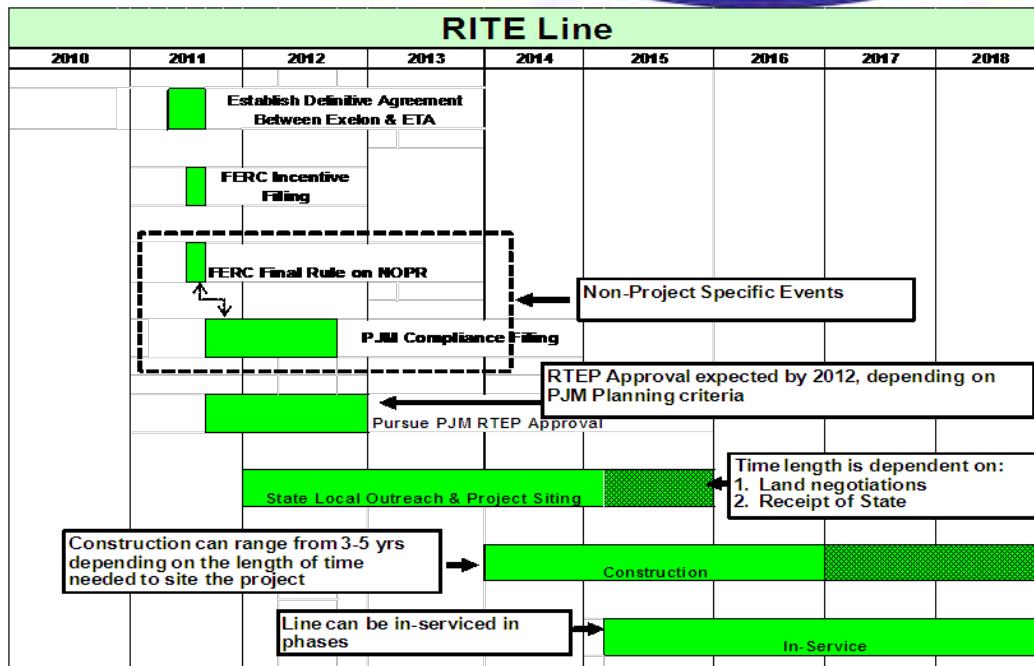 RITE Line
2010 2011 2012 2013 2014 2015 2016 2017 2018
Establish Definitive Agreement
Between Exelon & ETA
FERC Incentive
Filing
FERC Final Rule on NOPR
Non-Project Specific Events
PJM Compliance Filing
RTEP Approval expected by 2012, depending on
PJM Planning criteria
Pursue PJM RTEP Approval
Time length is dependent on:
1. Land negotiations
2. Receipt of State
State Local Outreach & Project Siting
Construction can range from 3-5 yrs
depending on the length of time
needed to site the project
Construction
Line can be in-serviced in
phases
In-Service